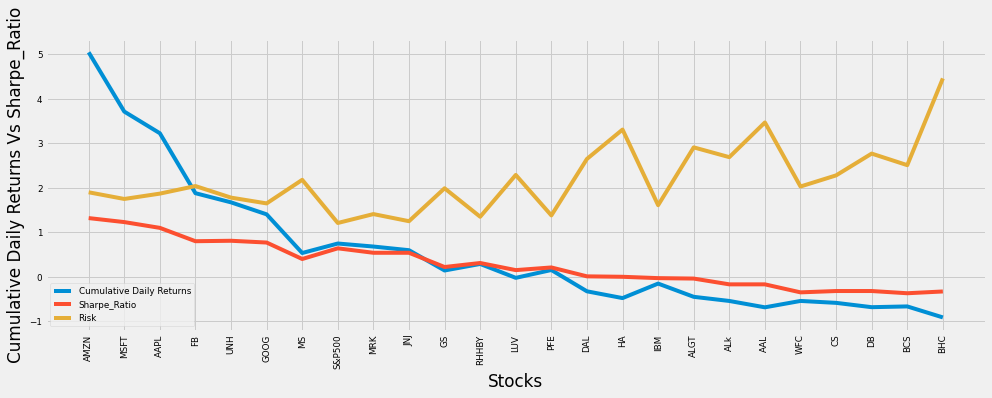 Cumulative Daily Returns Vs Sharpe_Ratio
5
4
3
2
1
0
−1
Cumulative Daily Returns
Sharpe_Ratio
Risk
AMZN
MSFT
AAPL
FB
UNH
GOOG
MS
S&P500
MRK
JNJ
GS
RHHBY
LUV
PFE
DAL
HA
IBM
ALGT
ALk
AAL
WFC
CS
DB
BCS
BHC
Stocks